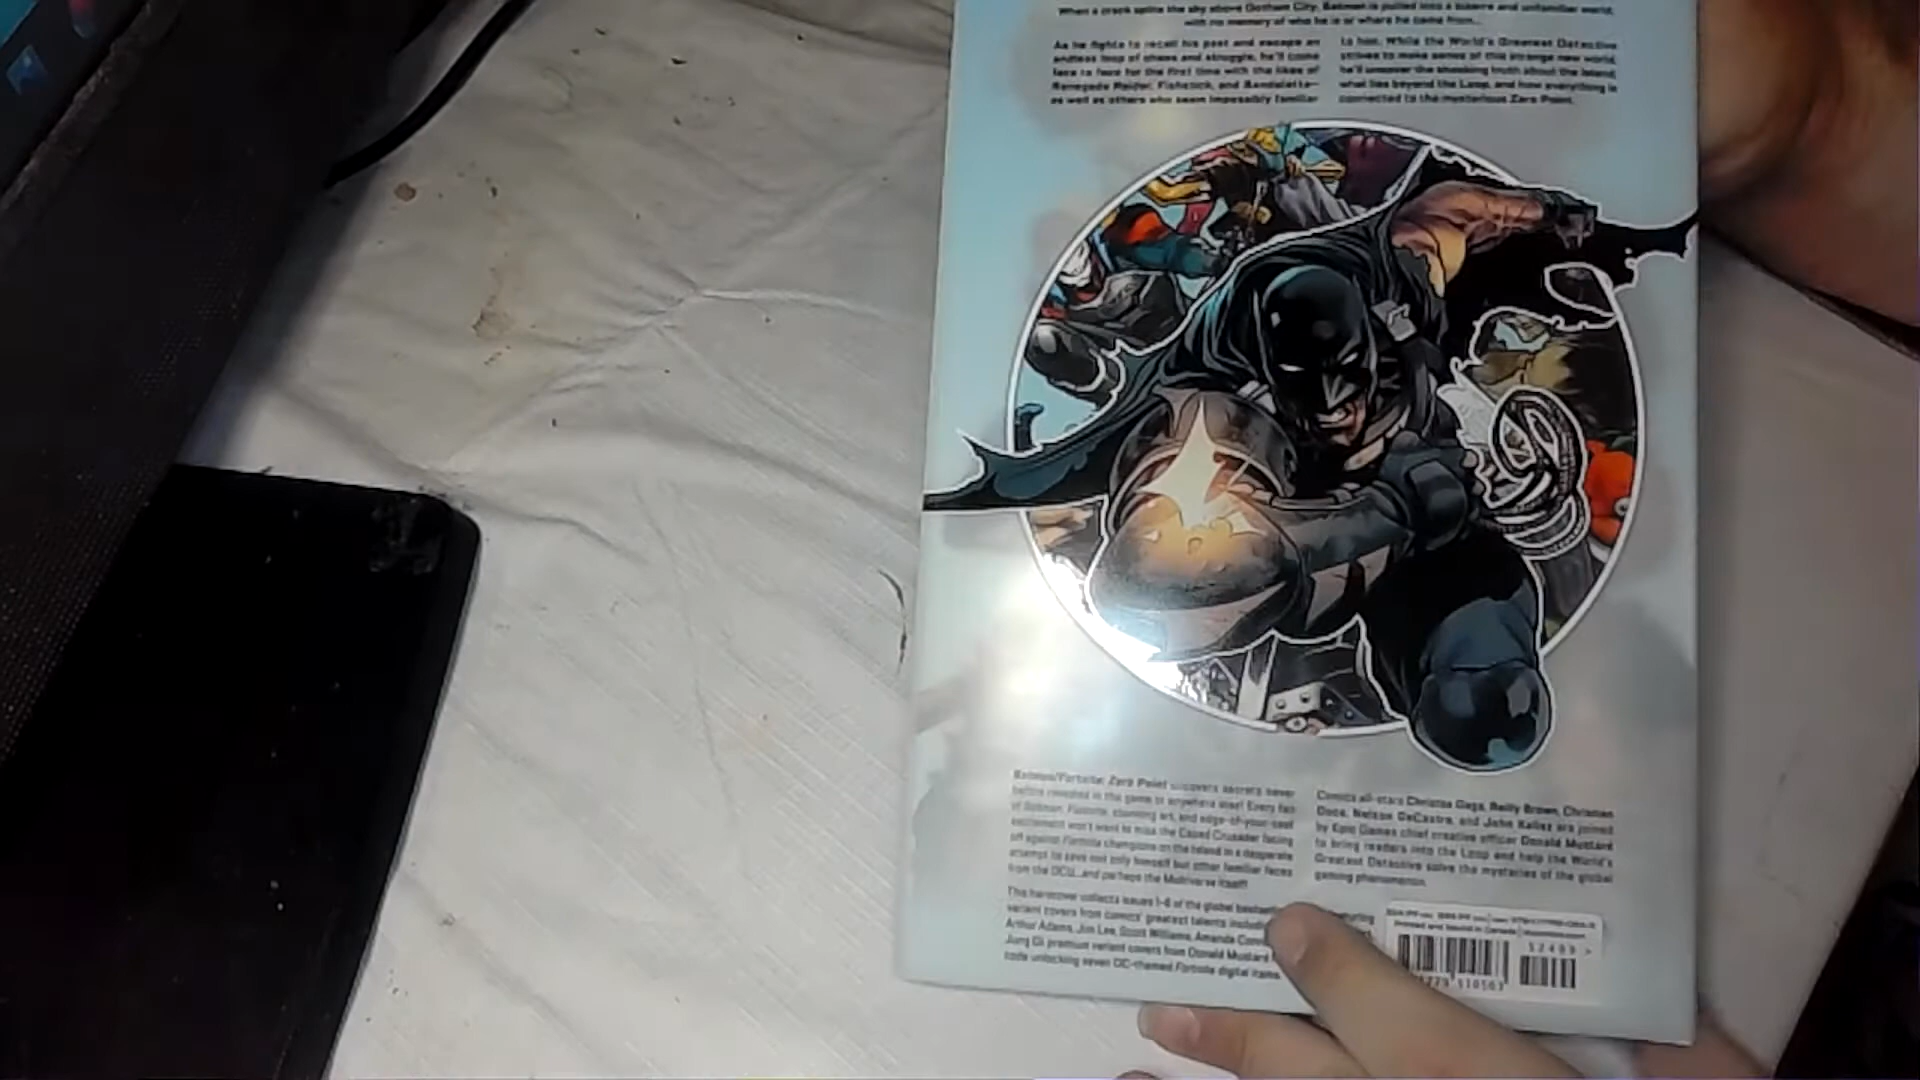 When a crack splits the sky above Gotham City, Batman is pulled into a bizarre and unfamiliar world,
with no memory of who he is or where he came from...
As he fights to recall his past and escape an
endless loop of chaos and struggle, he'll come
face to face for the first time with the likes of
Renegade Raider, Fishstick, and Bandolette—
as well as others who seem impossibly familiar
to him. While the World's Greatest Detective
strives to make sense of this strange new world,
he'll uncover the shocking truth about the Island,
what lies beyond the Loop, and how everything is
connected to the mysterious Zero Point.
Batman/Fortnite: Zero Point uncovers secrets never
before revealed in the game or anywhere else! Every fan
of Batman, Fortnite, stunning art, and edge-of-your-seat
excitement won't want to miss the Caped Crusader facing
off against Fortnite champions on the Island in a desperate
attempt to save not only himself but other familiar faces
from the DCU...and perhaps the Multiverse itself!
This hardcover collects issues 1-6 of the global
variant covers from comics' greatest talents
Arthur Adams, Jim Lee, Scott Williams, Amanda
premium variant covers from Donald Mustard
code unlocking seven DC-themed Fortnite digital items
Comics all-stars Christos Gage, Reilly Brown, Christian
Duce, Nelson DeCastro, and John Kalisz are joined
by Epic Games chief creative officer Donald Mustard
to bring readers into the Loop and help the World's
Greatest Detective solve the mysteries of the global
gaming phenomenon.
Printed and bound in Canada
52499 >